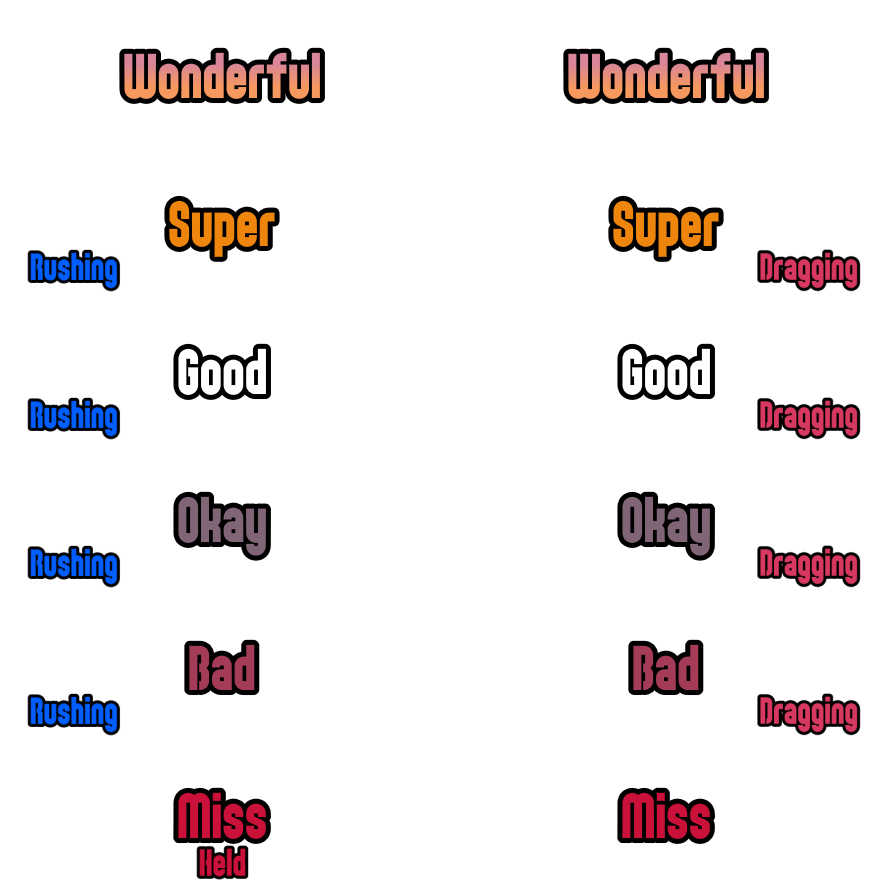 Wonderful Wonderful
Super Super
Rushing Dragging
Good Good
Rushing Dragging
Okay Okay
Rushing Dragging
Bad Bad
Rushing Dragging
Miss Miss
Held